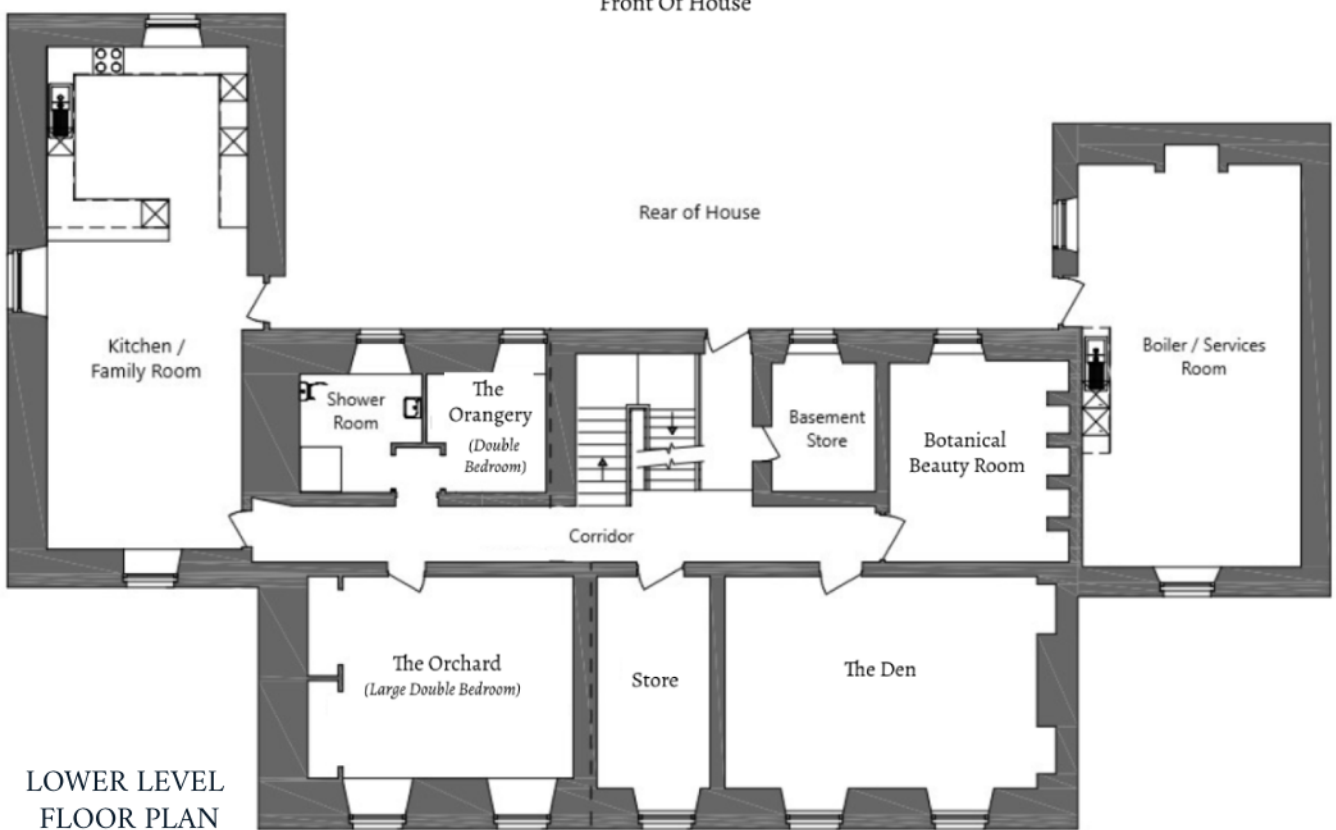 Front Of House
Rear of House
Kitchen /
Family Room
Boiler / Services
Room
Shower
Room
The
Orangery
(Double
Bedroom)
Basement
Store
Botanical
Beauty Room
Corridor
The Orchard
(Large Double Bedroom)
Store
The Den
LOWER LEVEL
FLOOR PLAN